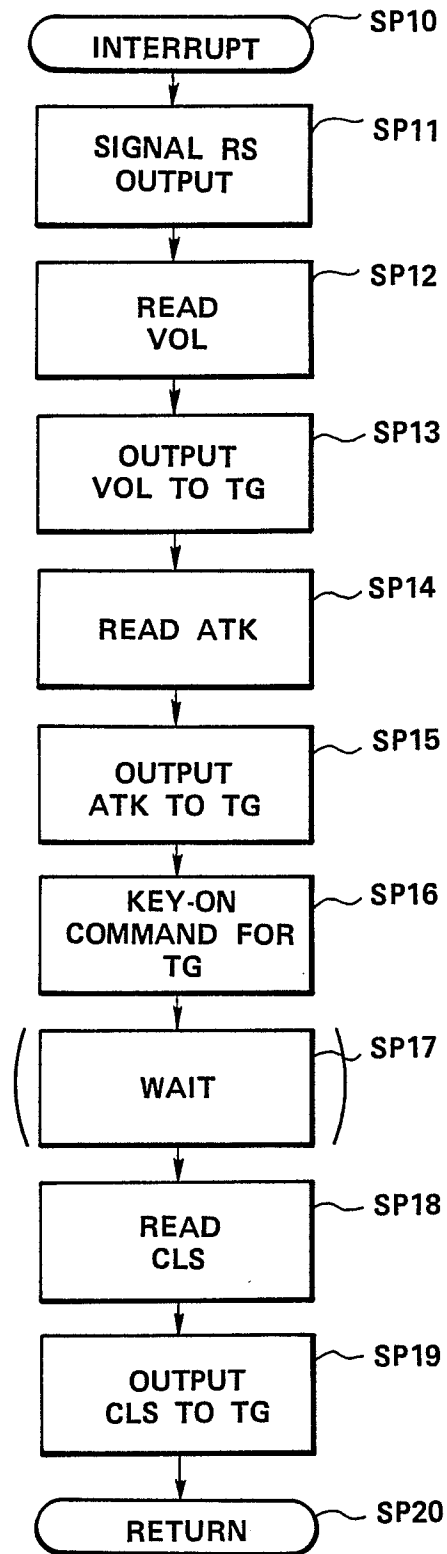 SP10
INTERRUPT
SP11
SIGNAL RS
OUTPUT
SP12
READ
VOL
SP13
OUTPUT
VOL TO TG
SP14
READ ATK
SP15
OUTPUT
ATK TO TG
SP16
KEY-ON
COMMAND FOR
TG
SP17
( WAIT )
SP18
READ
CLS
SP19
OUTPUT
CLS TO TG
SP20
RETURN